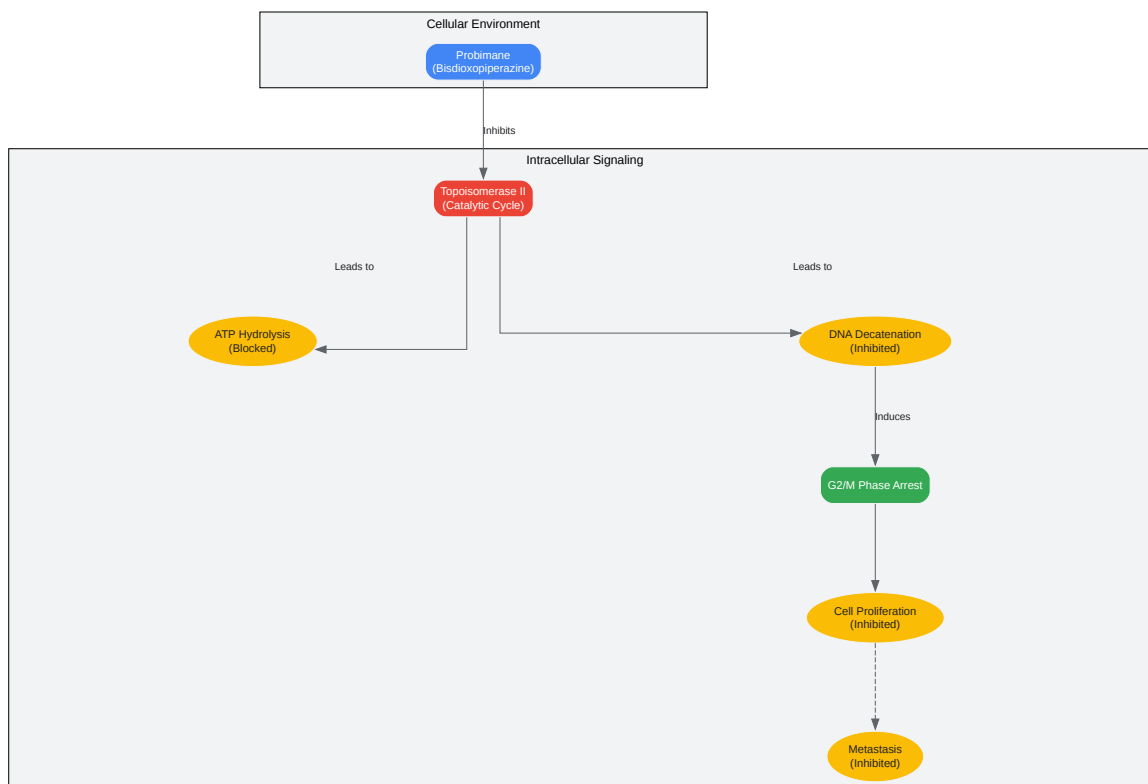 Cellular Environment
Probimane
(Bisdioxopiperazine)
Inhibits
Intracellular Signaling
Topoisomerase II
(Catalytic Cycle)
Leads to
Leads to
ATP Hydrolysis
(Blocked)
DNA Decatenation
(Inhibited)
Induces
G2/M Phase Arrest
Cell Proliferation
(Inhibited)
Metastasis
(Inhibited)